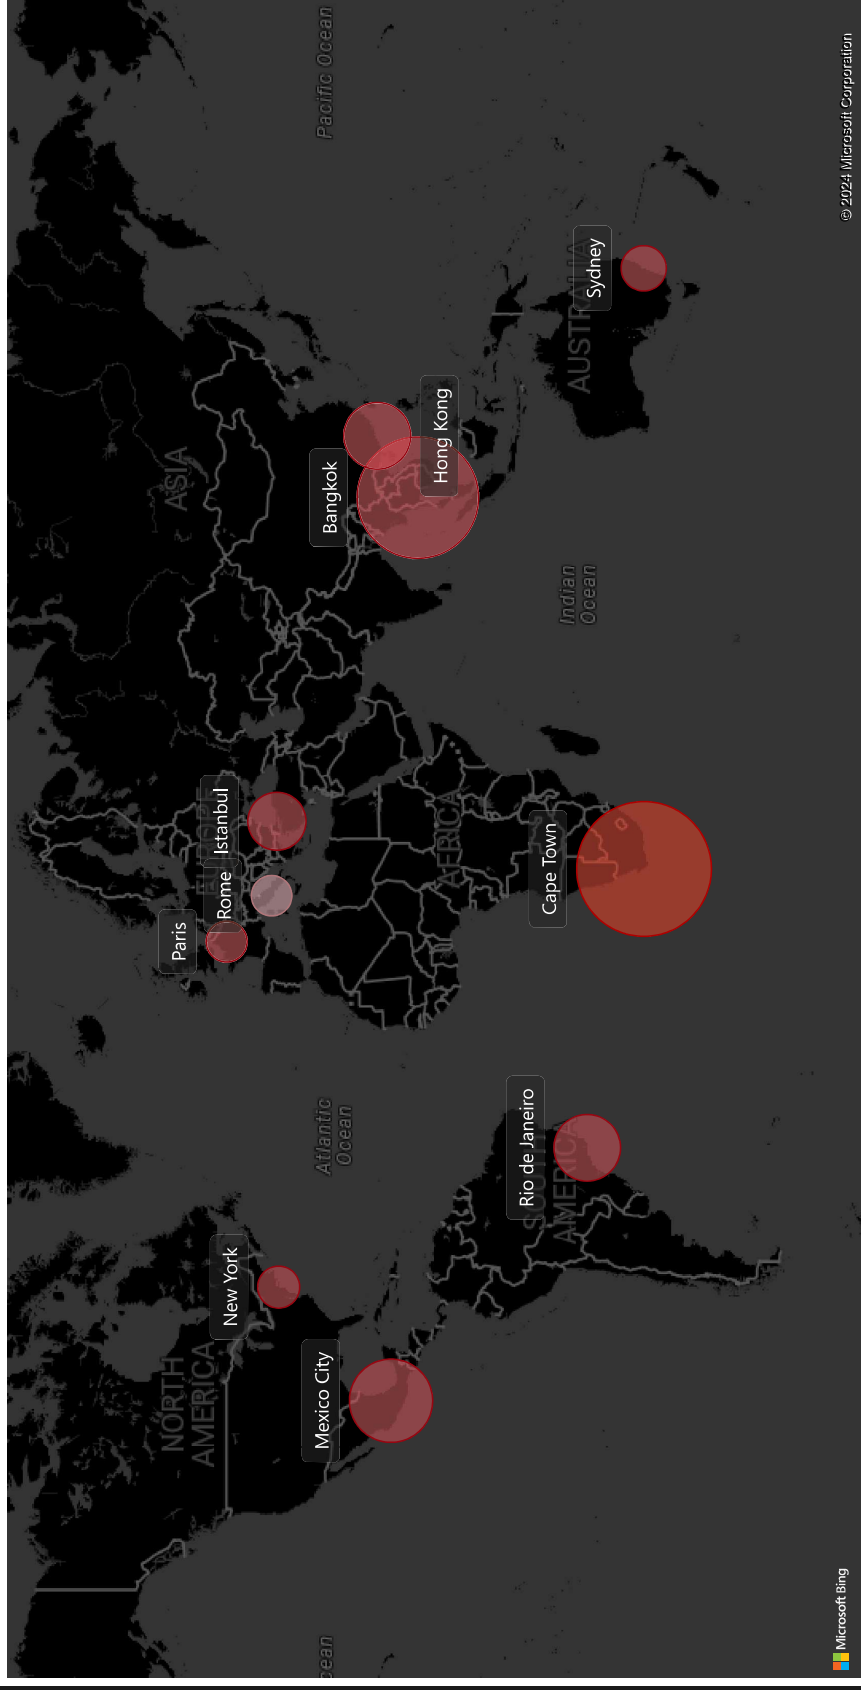 Pacific Ocean
ASIA
Bangkok
Hong Kong
AUSTRALIA
Sydney
Indian
Ocean
Istanbul
Rome
Paris
AFRICA
Cape Town
Atlantic
Ocean
Rio de Janeiro
SOUTH
AMERICA
New York
NORTH
AMERICA
Mexico City
cean
Microsoft Bing
© 2024 Microsoft Corporation